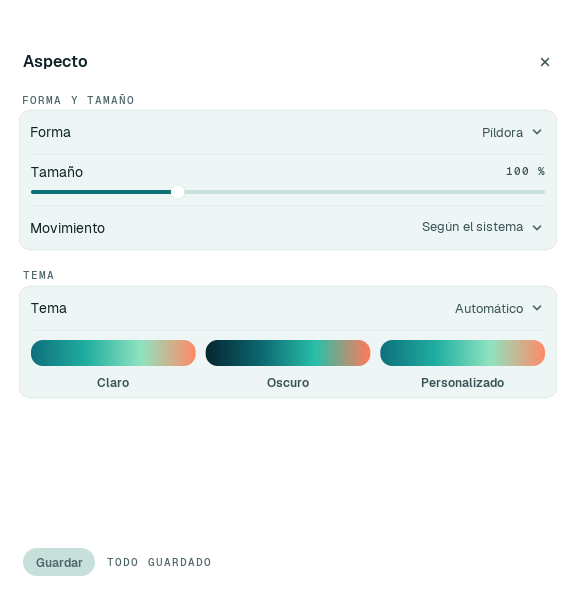 Aspecto
FORMA Y TAMAÑO
Forma
Píldora
Tamaño
100 %
Movimiento
Según el sistema
TEMA
Tema
Automático
Claro
Oscuro
Personalizado
Guardar
TODO GUARDADO